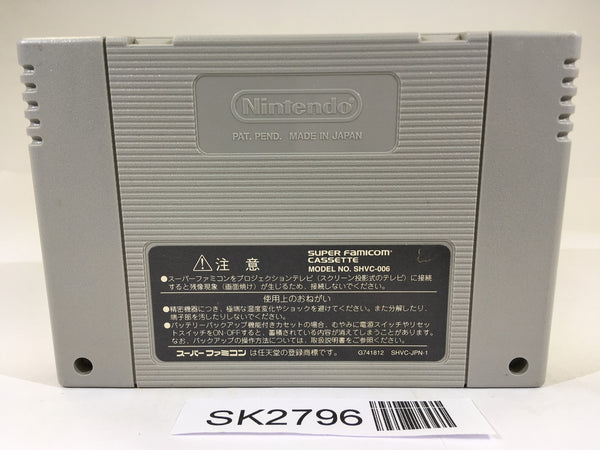 Nintendo
PAT. PEND. MADE IN JAPAN
⚠注意
SUPER FAMICOM
CASSETTE
MODEL NO. SHVC-006
●スーパーファミコンをプロジェクションテレビ(スクリーン投影式のテレビ)に接続
すると残像現象(画面焼け)が生じるため、接続しないでください。
使用上のおねがい
●精密機器につき、極端な温度変化やショックを避けてください。また分解したり、
端子部を汚したりしないでください。
●バッテリーバックアップ機能付きカセットの場合、むやみに電源スイッチやリセッ
トスイッチをON・OFFすると、蓄積されている内容が消えてしまうことがあります。
なお、バックアップの操作方法については、取扱説明書をご参照ください。
スーパーファミコンは任天堂の登録商標です。 G741812 SHVC-JPN-1
SK2796